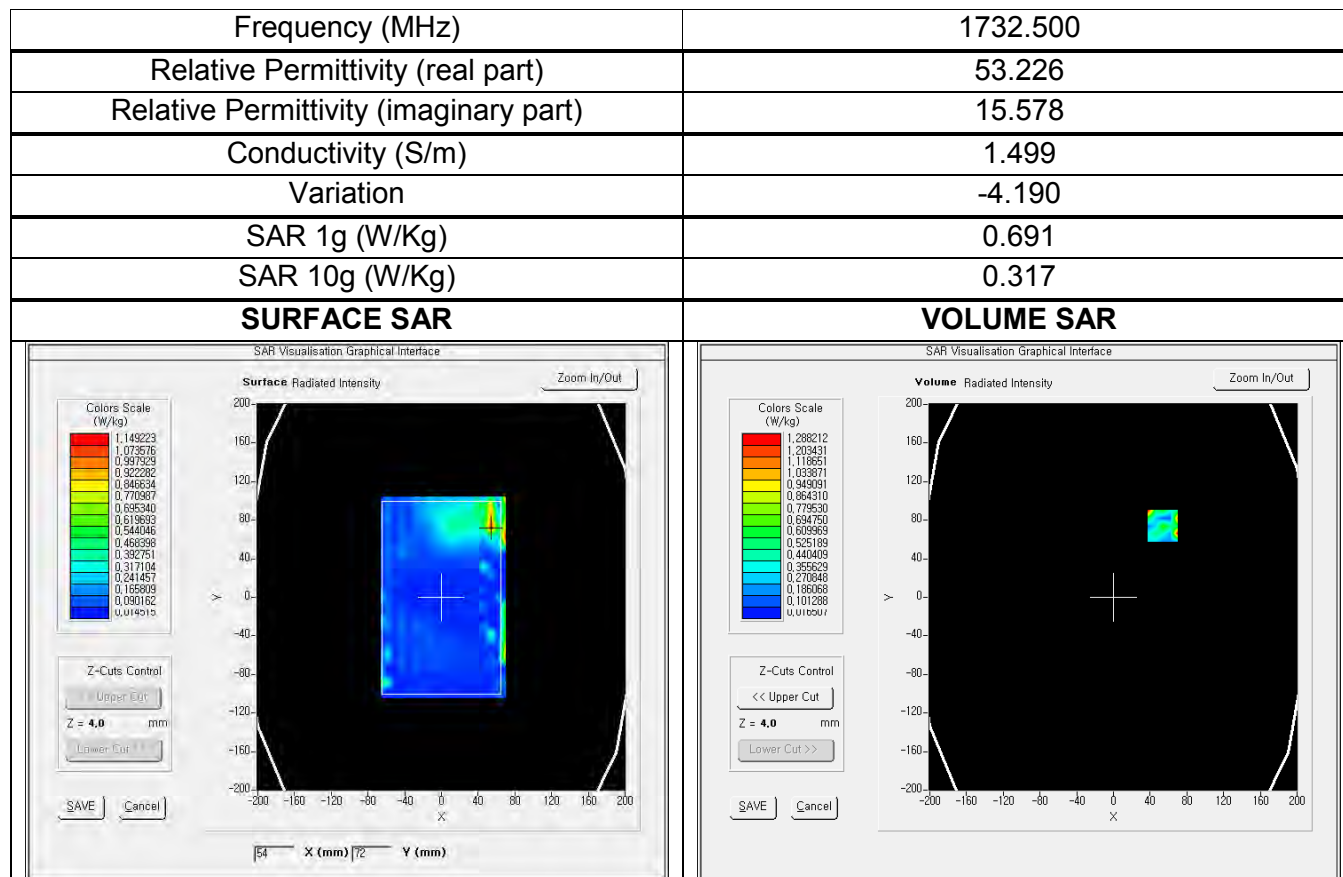 Frequency (MHz) 1732.500
Relative Permittivity (real part) 53.226
Relative Permittivity (imaginary part) 15.578
Conductivity (S/m) 1.499
Variation -4.190
SAR 1g (W/Kg) 0.691
SAR 10g (W/Kg) 0.317
SURFACE SAR VOLUME SAR
SAR Visualisation Graphical Interface
Surface Radiated Intensity
Zoom In/Out
Colors Scale
(W/kg)
1,149223
1,073576
0,997929
0,922282
0,846634
0,770987
0,695340
0,619693
0,544046
0,468398
0,392751
0,317104
0,241457
0,165809
0,090162
0,014515
200
160
120
80
40
0
-40
-80
-120
-160
-200
Y
-200 -160 -120 -80 -40 0 40 80 120 160 200
X
Z-Cuts Control
<< Upper Cut
Z = 4,0 mm
Lower Cut >>
SAVE Cancel
54 X (mm) 72 Y (mm)
SAR Visualisation Graphical Interface
Volume Radiated Intensity
Zoom In/Out
Colors Scale
(W/kg)
1,288212
1,203431
1,118651
1,033871
0,949091
0,864310
0,779530
0,694750
0,609969
0,525189
0,440409
0,355629
0,270848
0,186068
0,101288
0,016507
200
160
120
80
40
0
-40
-80
-120
-160
-200
Y
-200 -160 -120 -80 -40 0 40 80 120 160 200
X
Z-Cuts Control
<< Upper Cut
Z = 4,0 mm
Lower Cut >>
SAVE Cancel